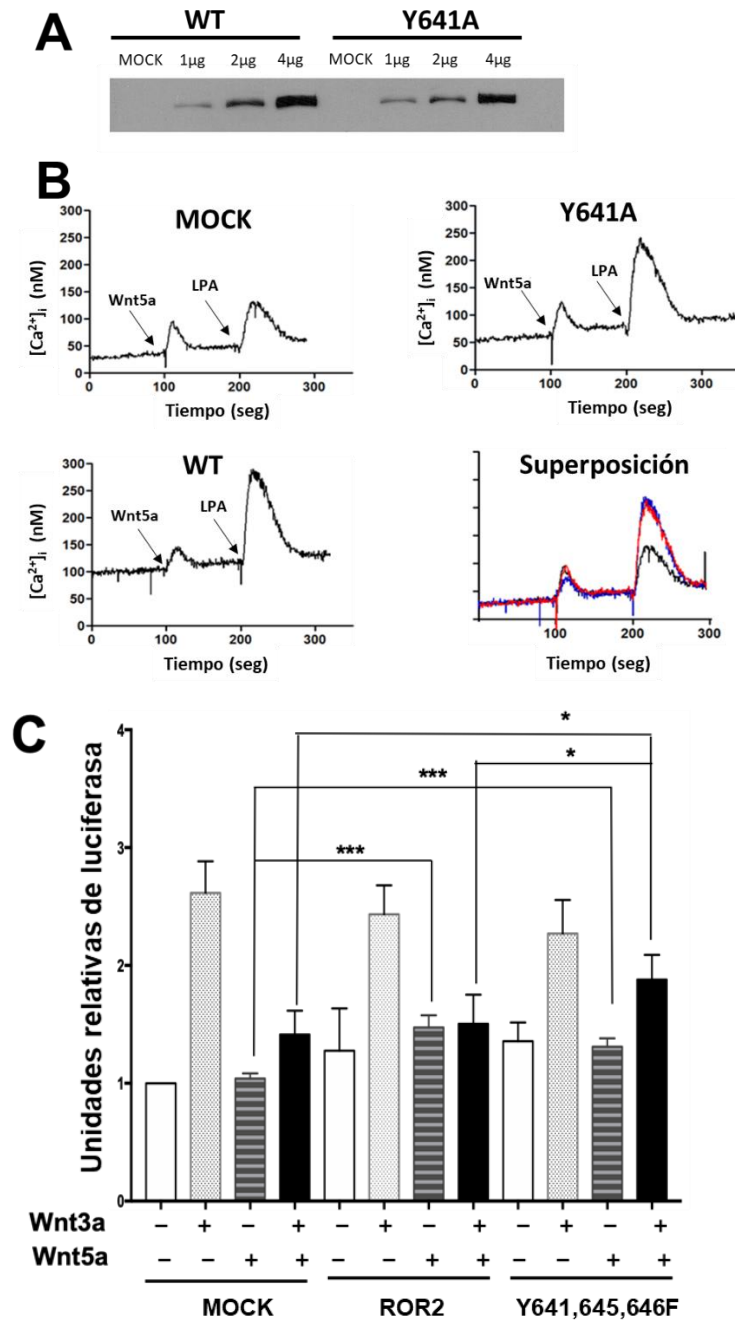 A
WT Y641A
MOCK 1µg 2µg 4µg MOCK 1µg 2µg 4µg
B
MOCK
[Ca²⁺]ᵢ (nM)
300
250
200
150
100
50
0
Wnt5a
LPA
0 100 200 300
Tiempo (seg)
Y641A
[Ca²⁺]ᵢ (nM)
300
250
200
150
100
50
0
Wnt5a
LPA
0 100 200 300
Tiempo (seg)
WT
[Ca²⁺]ᵢ (nM)
300
250
200
150
100
50
0
Wnt5a
LPA
0 100 200 300
Tiempo (seg)
Superposición
0 100 200 300
Tiempo (seg)
C
Unidades relativas de luciferasa
4
3
2
1
0
*
*
***
***
Wnt3a − + − + − + − + − + − +
Wnt5a − − + + − − + + − − + +
MOCK ROR2 Y641,645,646F